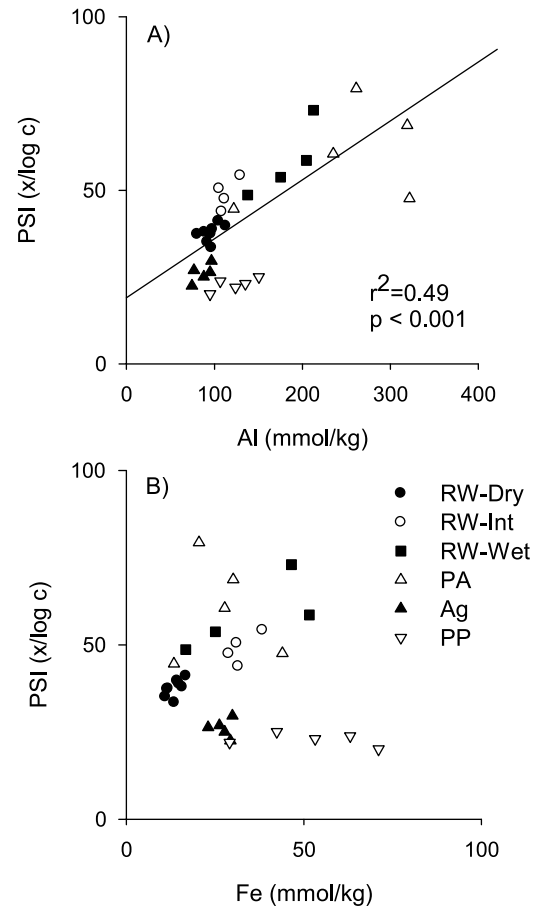 A)
PSI (x/log c)
100
50
0
r²=0.49
p < 0.001
0 100 200 300 400
Al (mmol/kg)
B)
PSI (x/log c)
100
50
0
RW-Dry
RW-Int
RW-Wet
PA
Ag
PP
0 50 100
Fe (mmol/kg)